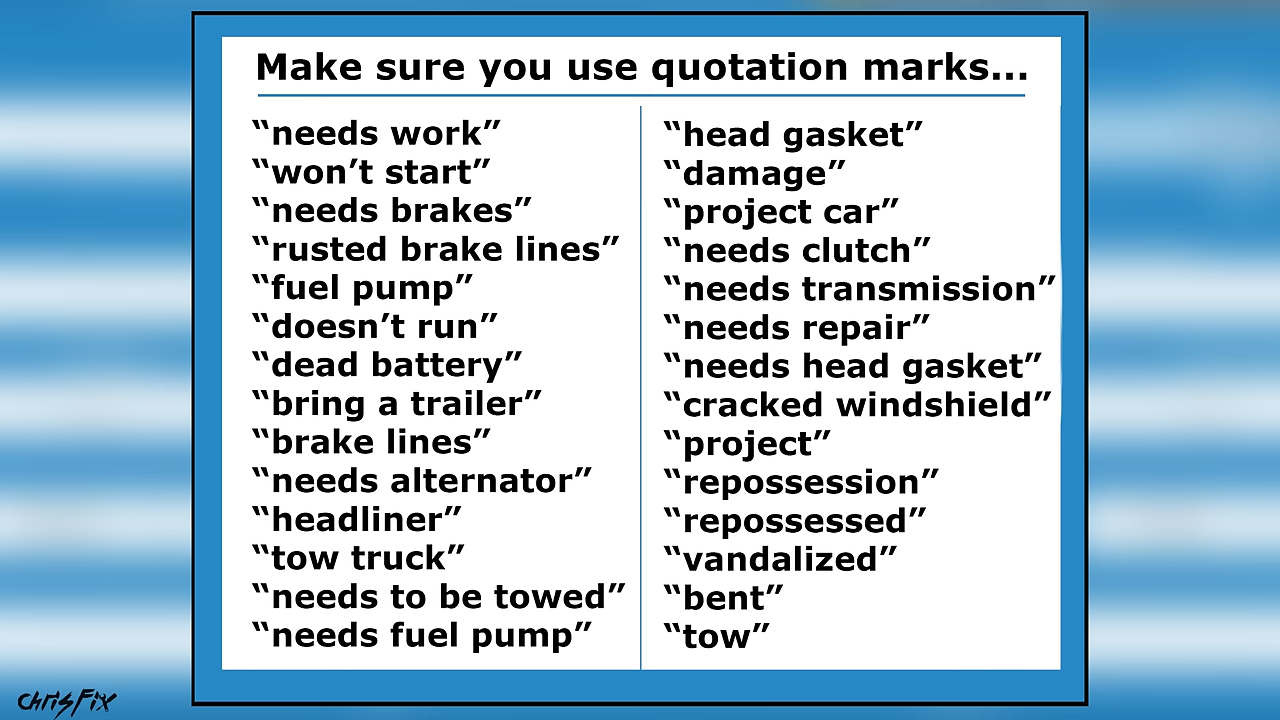 Make sure you use quotation marks...
“needs work”
“won’t start”
“needs brakes”
“rusted brake lines”
“fuel pump”
“doesn’t run”
“dead battery”
“bring a trailer”
“brake lines”
“needs alternator”
“headliner”
“tow truck”
“needs to be towed”
“needs fuel pump”
“head gasket”
“damage”
“project car”
“needs clutch”
“needs transmission”
“needs repair”
“needs head gasket”
“cracked windshield”
“project”
“repossession”
“repossessed”
“vandalized”
“bent”
“tow”
chrisFix